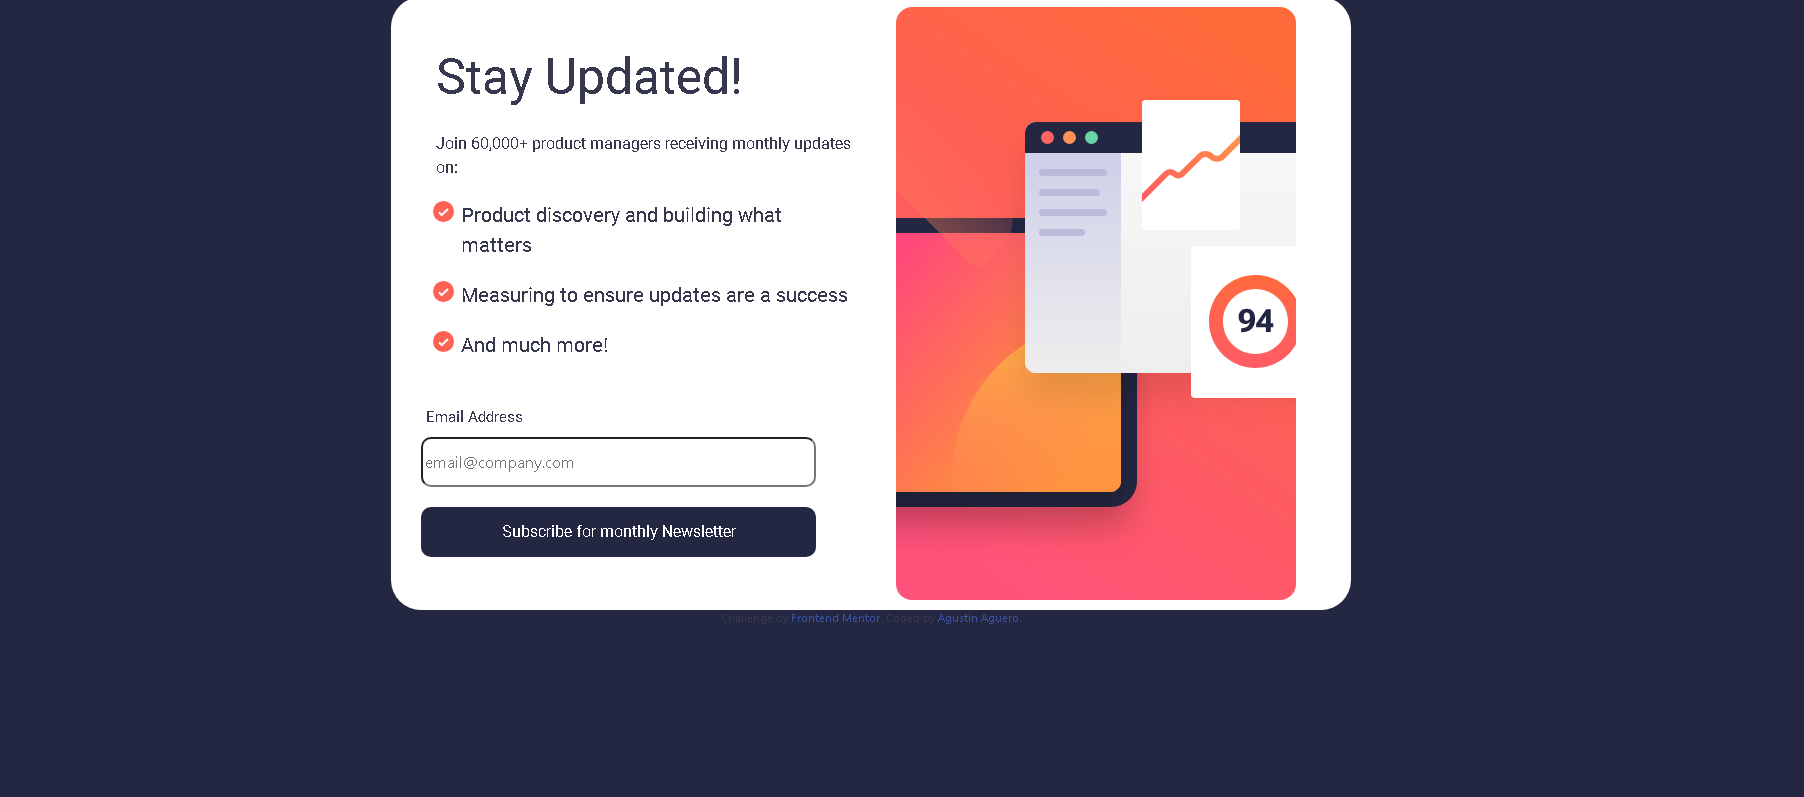 Stay Updated!
Join 60,000+ product managers receiving monthly updates
on:
Product discovery and building what
matters
Measuring to ensure updates are a success
And much more!
Email Address
email@company.com
Subscribe for monthly Newsletter
94
Challenge by Frontend Mentor. Coded by Agustin Aguero.